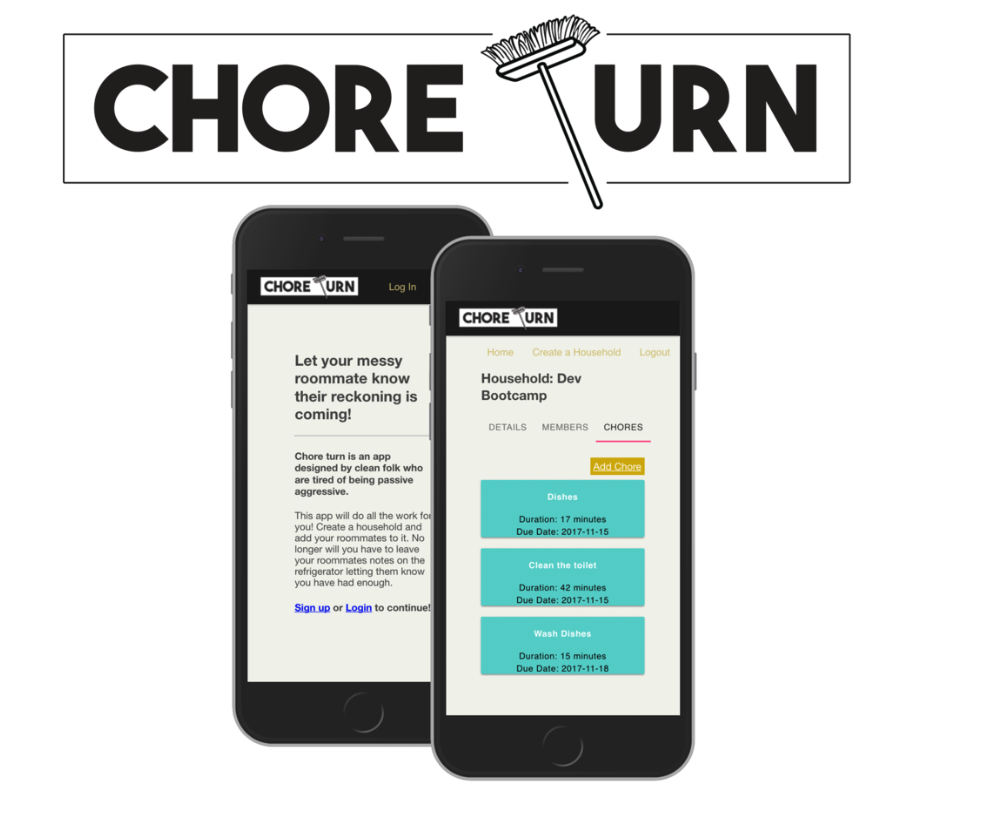 CHORE TURN
CHORE TURN
Log In
Let your messy
roommate know
their reckoning is
coming!
Chore turn is an app
designed by clean folk who
are tired of being passive
aggressive.
This app will do all the work for
you! Create a household and
add your roommates to it. No
longer will you have to leave
your roommates notes on the
refrigerator letting them know
you have had enough.
Sign up or Login to continue!
CHORE TURN
Home Create a Household Logout
Household: Dev
Bootcamp
DETAILS MEMBERS CHORES
Add Chore
Dishes
Duration: 17 minutes
Due Date: 2017-11-15
Clean the toilet
Duration: 42 minutes
Due Date: 2017-11-15
Wash Dishes
Duration: 15 minutes
Due Date: 2017-11-18